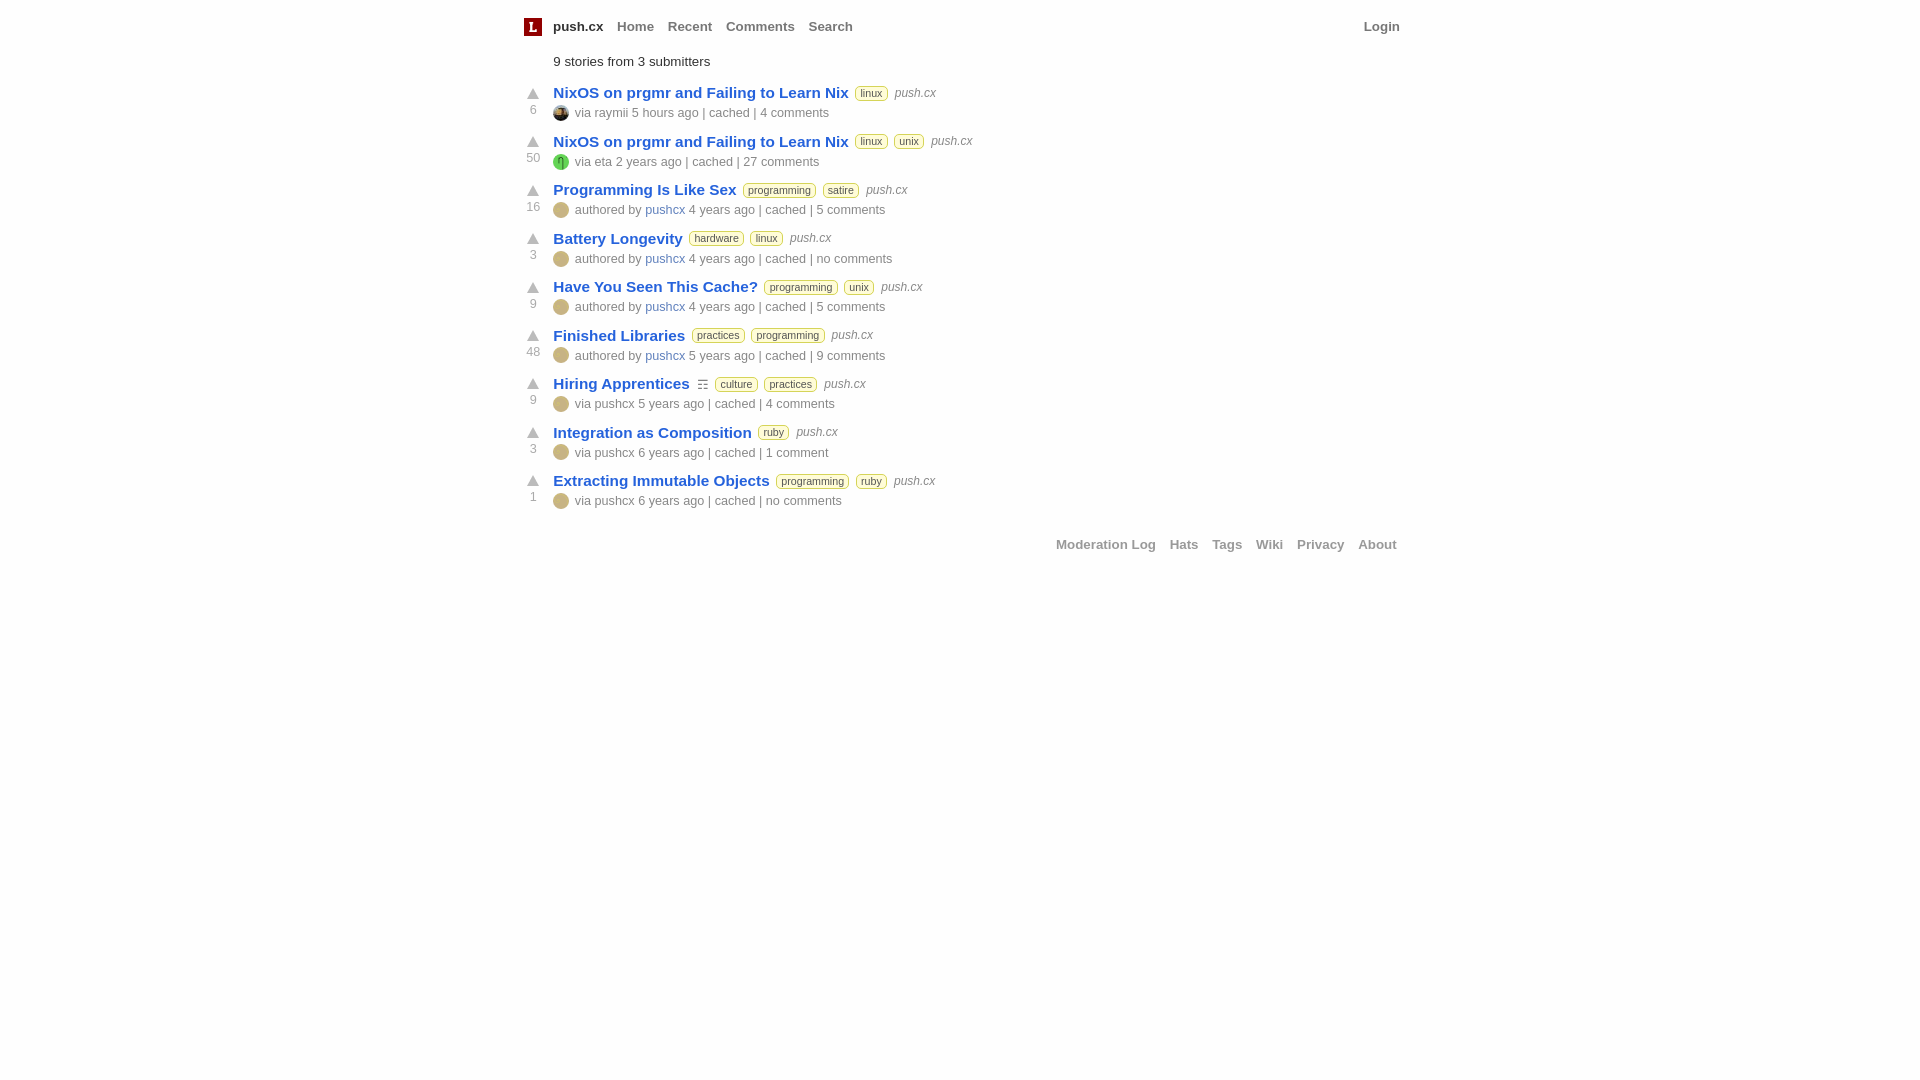 L push.cx Home Recent Comments Search Login
9 stories from 3 submitters
NixOS on prgmr and Failing to Learn Nix linux push.cx
6 via raymii 5 hours ago | cached | 4 comments
NixOS on prgmr and Failing to Learn Nix linux unix push.cx
50 via eta 2 years ago | cached | 27 comments
Programming Is Like Sex programming satire push.cx
16 authored by pushcx 4 years ago | cached | 5 comments
Battery Longevity hardware linux push.cx
3 authored by pushcx 4 years ago | cached | no comments
Have You Seen This Cache? programming unix push.cx
9 authored by pushcx 4 years ago | cached | 5 comments
Finished Libraries practices programming push.cx
48 authored by pushcx 5 years ago | cached | 9 comments
Hiring Apprentices ☶ culture practices push.cx
9 via pushcx 5 years ago | cached | 4 comments
Integration as Composition ruby push.cx
3 via pushcx 6 years ago | cached | 1 comment
Extracting Immutable Objects programming ruby push.cx
1 via pushcx 6 years ago | cached | no comments
Moderation Log Hats Tags Wiki Privacy About